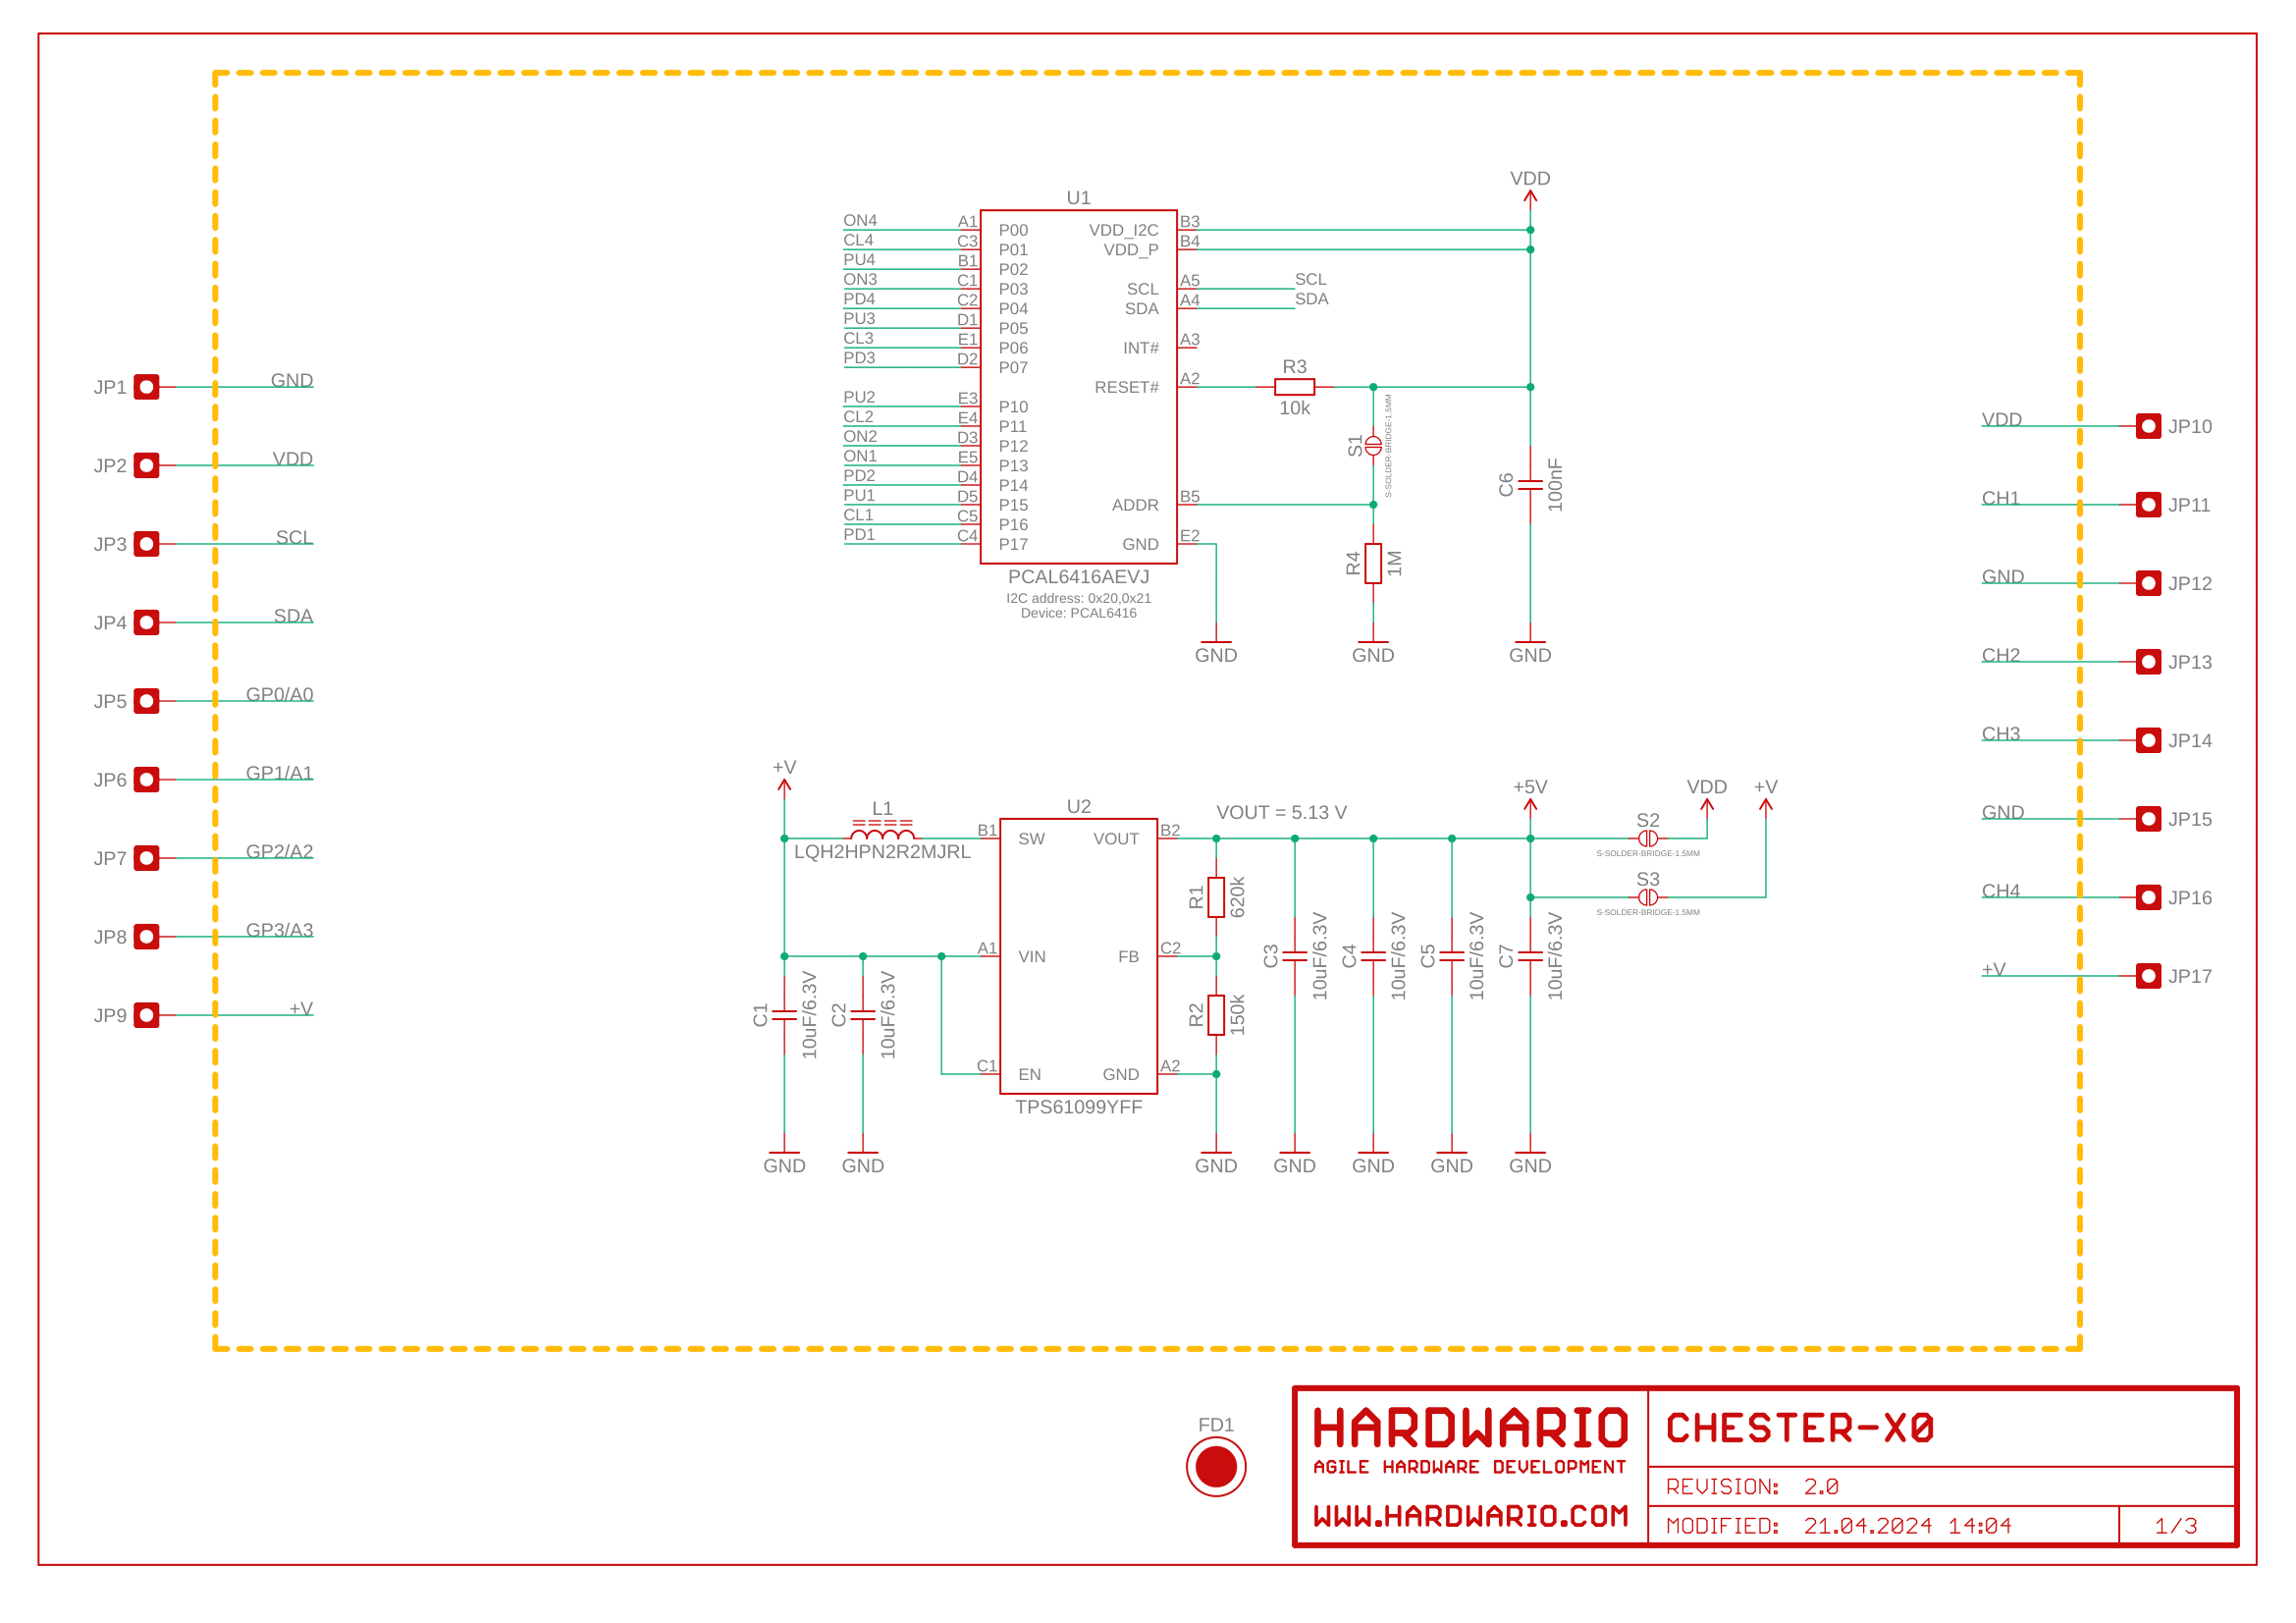 VDD
U1
ON4 A1 P00 VDD_I2C B3
CL4 C3 P01 VDD_P B4
PU4 B1 P02
ON3 C1 P03 SCL A5 SCL
PD4 C2 P04 SDA A4 SDA
PU3 D1 P05
CL3 E1 P06 INT# A3
PD3 D2 P07
RESET# A2 R3
10k
PU2 E3 P10
CL2 E4 P11
ON2 D3 P12
ON1 E5 P13
PD2 D4 P14
PU1 D5 P15 ADDR B5
CL1 C5 P16
PD1 C4 P17 GND E2
S1
S-SOLDER-BRIDGE-1.5MM
C6
100nF
R4
1M
PCAL6416AEVJ
I2C address: 0x20,0x21
Device: PCAL6416
GND GND GND
JP1 GND
JP2 VDD
JP3 SCL
JP4 SDA
JP5 GP0/A0
JP6 GP1/A1
JP7 GP2/A2
JP8 GP3/A3
JP9 +V
VDD JP10
CH1 JP11
GND JP12
CH2 JP13
CH3 JP14
GND JP15
CH4 JP16
+V JP17
+V
L1
LQH2HPN2R2MJRL
U2
VOUT = 5.13 V
+5V
VDD
+V
B1 SW VOUT B2
A1 VIN FB C2
C1 EN GND A2
TPS61099YFF
S2
S-SOLDER-BRIDGE-1.5MM
S3
S-SOLDER-BRIDGE-1.5MM
R1
620k
R2
150k
C1
10uF/6.3V
C2
10uF/6.3V
C3
10uF/6.3V
C4
10uF/6.3V
C5
10uF/6.3V
C7
10uF/6.3V
GND GND GND GND GND GND GND
FD1
HARDWARIO
AGILE HARDWARE DEVELOPMENT
WWW.HARDWARIO.COM
CHESTER-X0
REVISION: 2.0
MODIFIED: 21.04.2024 14:04
1/3